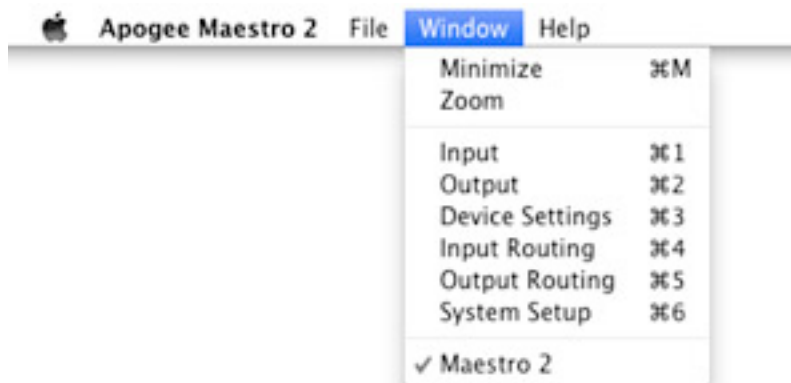 Apogee Maestro 2 File Window Help
Minimize ⌘M
Zoom
Input ⌘1
Output ⌘2
Device Settings ⌘3
Input Routing ⌘4
Output Routing ⌘5
System Setup ⌘6
✓ Maestro 2